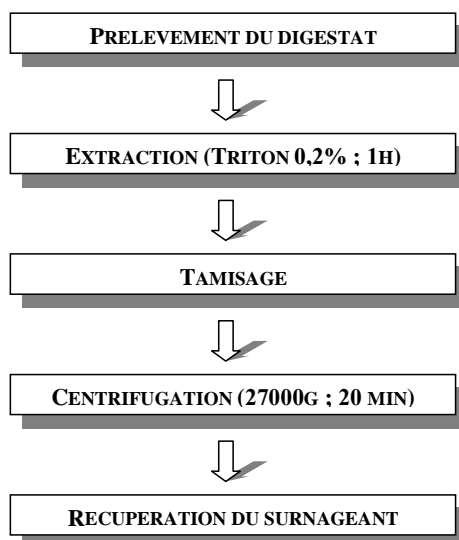 PRELEVEMENT DU DIGESTAT
EXTRACTION (TRITON 0,2% ; 1H)
TAMISAGE
CENTRIFUGATION (27000G ; 20 MIN)
RECUPERATION DU SURNAGEANT